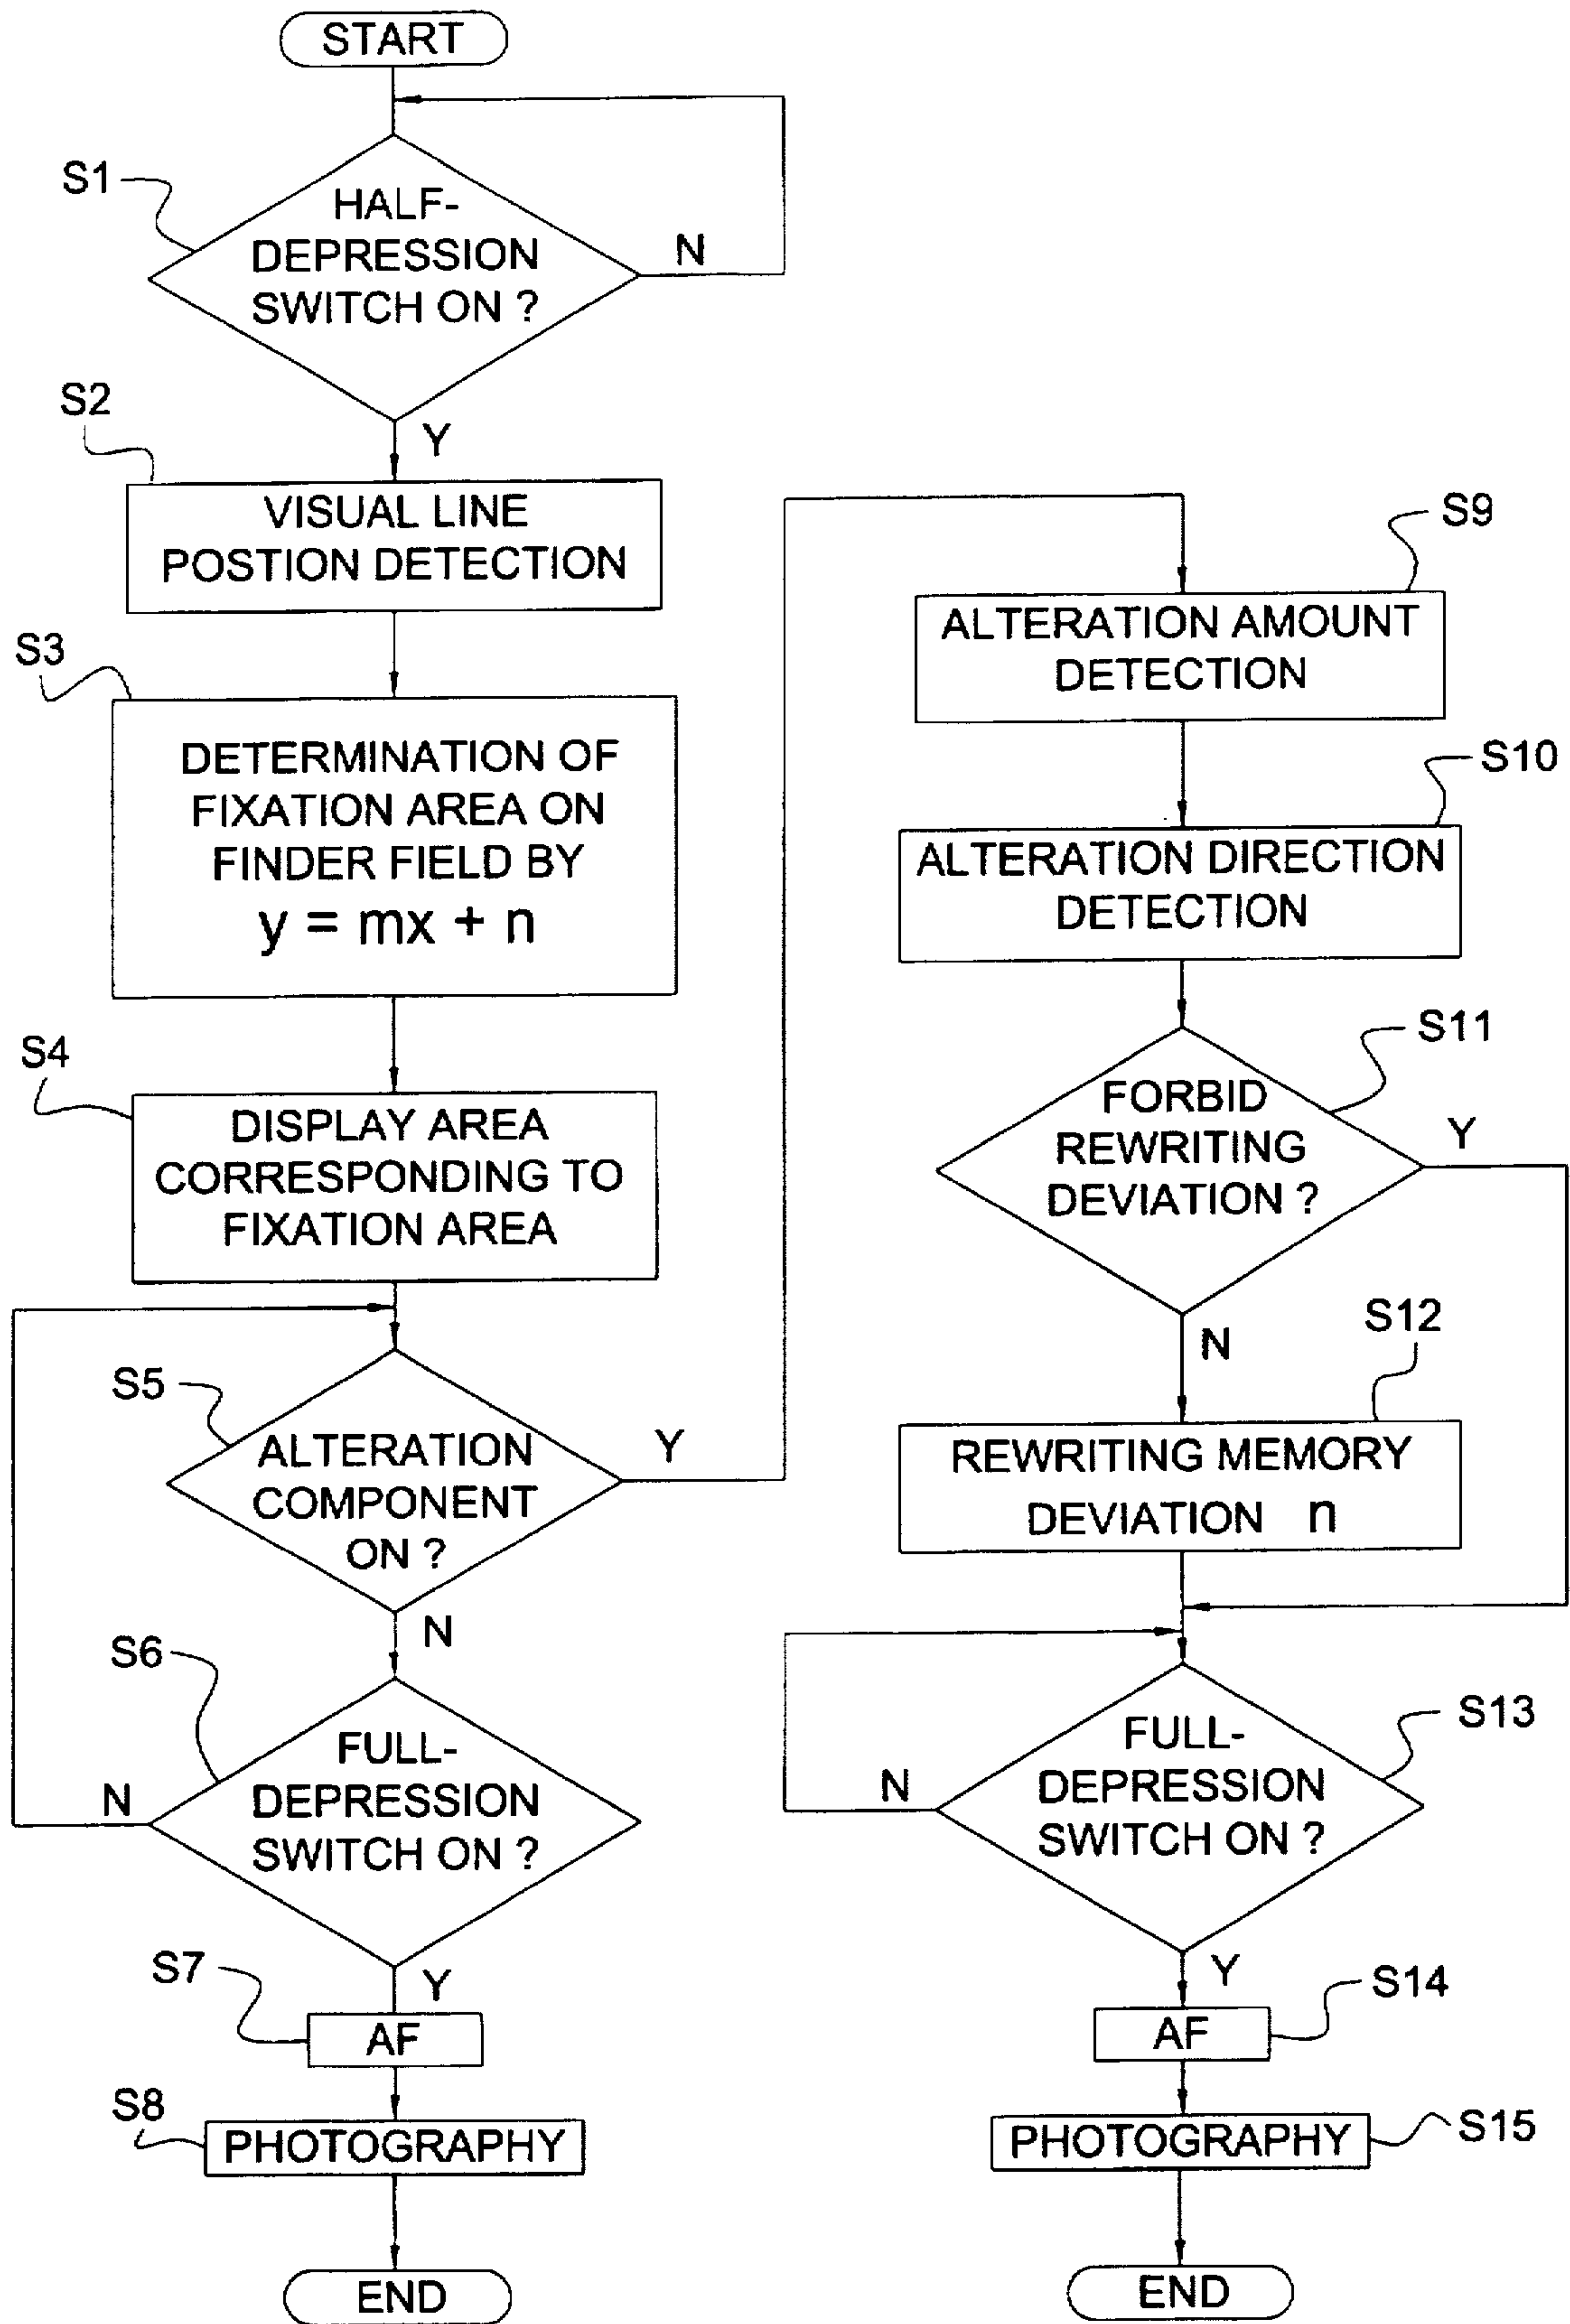 START
S1
HALF-
DEPRESSION
SWITCH ON ?
N
Y
S2
VISUAL LINE
POSTION DETECTION
S3
DETERMINATION OF
FIXATION AREA ON
FINDER FIELD BY
y = mx + n
S4
DISPLAY AREA
CORRESPONDING TO
FIXATION AREA
S5
ALTERATION
COMPONENT
ON ?
Y
N
S6
FULL-
DEPRESSION
SWITCH ON ?
N
Y
S7
AF
S8
PHOTOGRAPHY
END
S9
ALTERATION AMOUNT
DETECTION
S10
ALTERATION DIRECTION
DETECTION
S11
FORBID
REWRITING
DEVIATION ?
Y
N
S12
REWRITING MEMORY
DEVIATION n
S13
FULL-
DEPRESSION
SWITCH ON ?
N
Y
S14
AF
S15
PHOTOGRAPHY
END